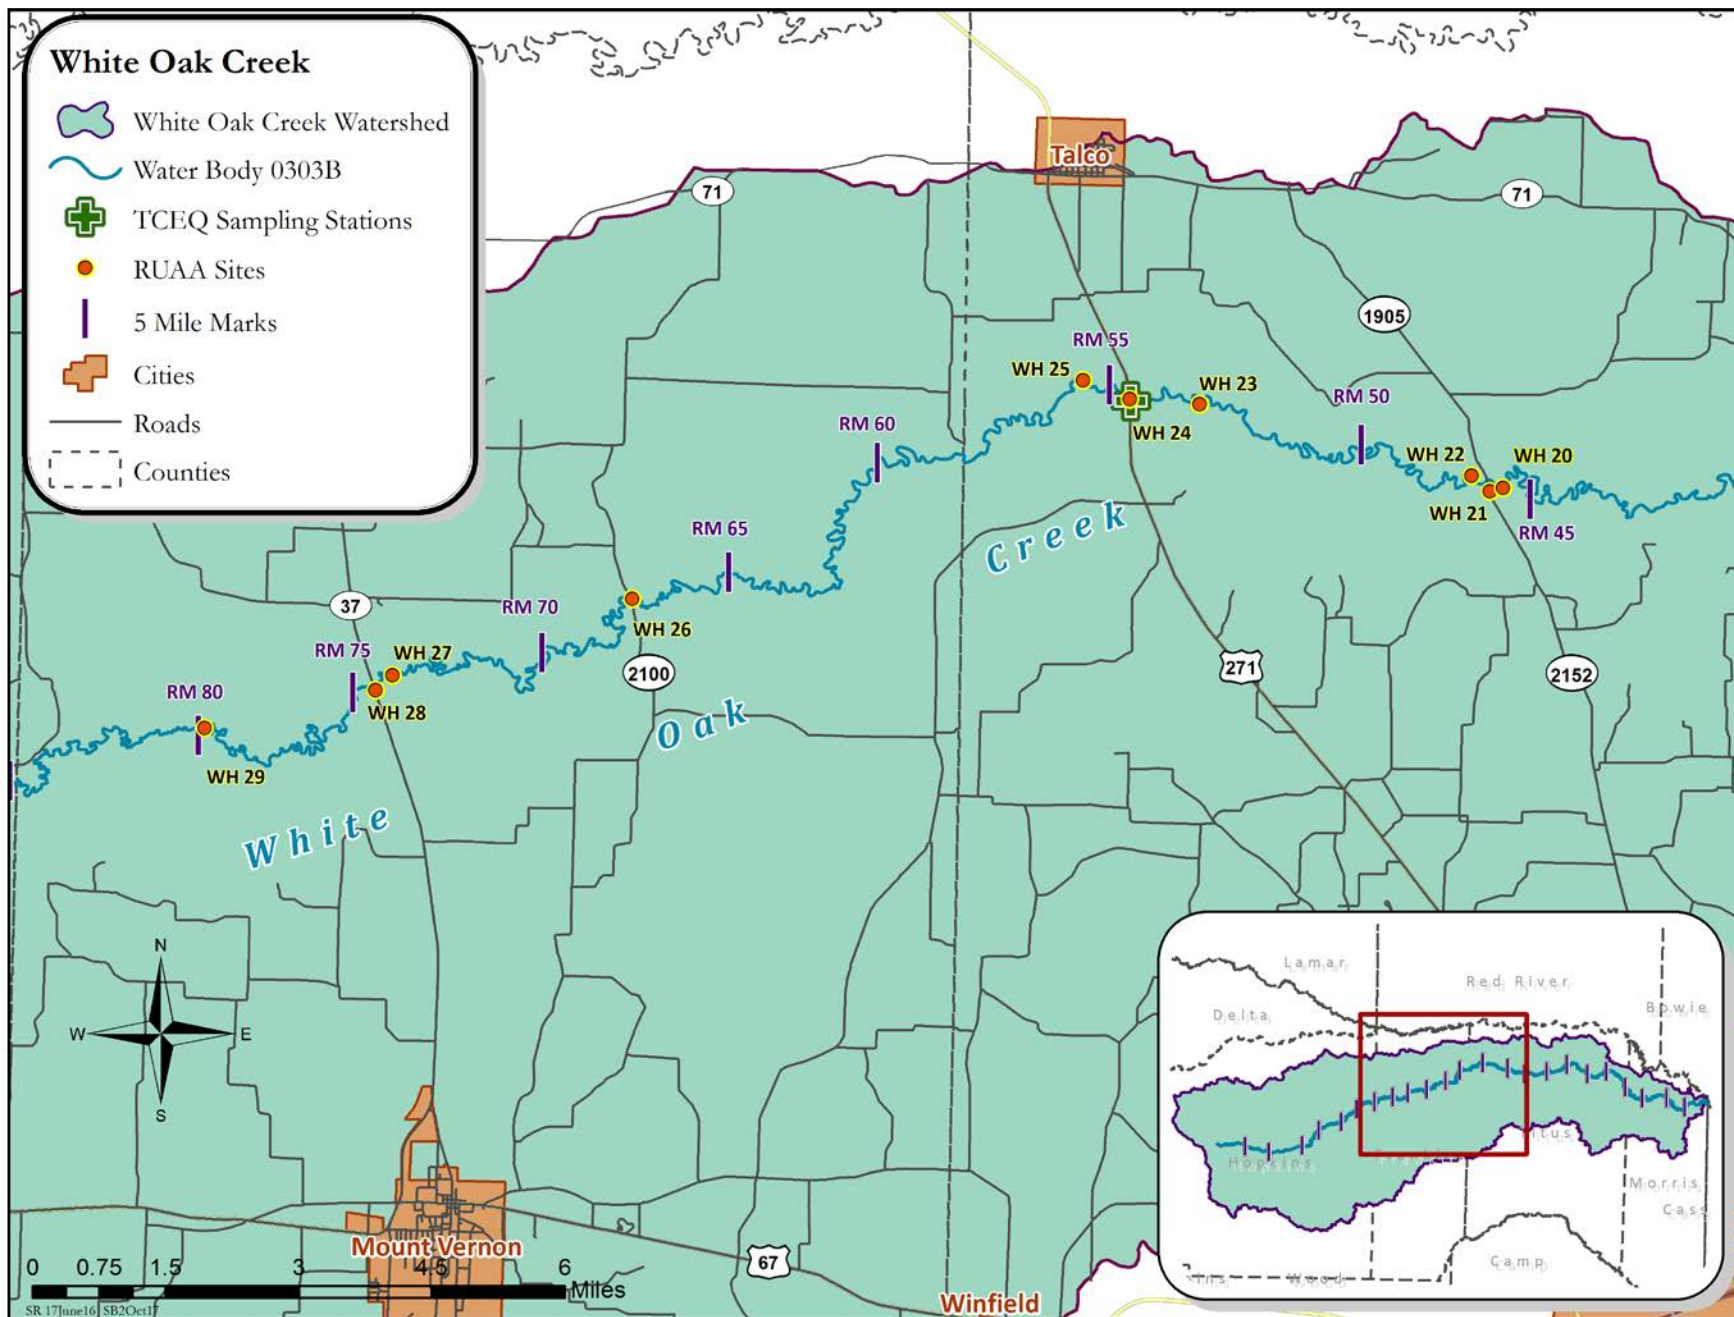 White Oak Creek
White Oak Creek Watershed
Water Body 0303B
TCEQ Sampling Stations
RUAA Sites
5 Mile Marks
Cities
Roads
Counties
Talco
71
71
1905
RM 55
WH 25
WH 23
WH 24
RM 50
RM 60
WH 22
WH 20
WH 21
RM 45
Creek
RM 65
37
RM 70
WH 26
2100
271
2152
RM 75
WH 27
WH 28
RM 80
WH 29
Oak
White
N
W
E
S
Lamar
Red River
Delta
Bowie
Hopkins
Morris
Cass
Camp
Wood
Mount Vernon
67
Winfield
0 0.75 1.5 3 4.5 6
Miles
SR 17June16 SB2Oct17